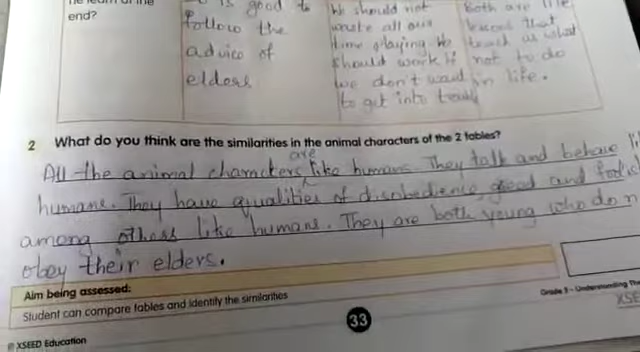 end?
is good to
follow the
advice of
elders
We should not
waste all our
time playing. We
should work if
we don't want
to get into
Both are life
lessons that
teach us what
not to do
in life.
2 What do you think are the similarities in the animal characters of the 2 fables?
All the animal characters are like humans. They talk and behave
humans. They have qualities of disobedience, greed and
among others like humans. They are both young who do
obey their elders.
Aim being assessed:
Student can compare fables and identify the similarities
33
Grade 5 - Understanding
© XSEED Education